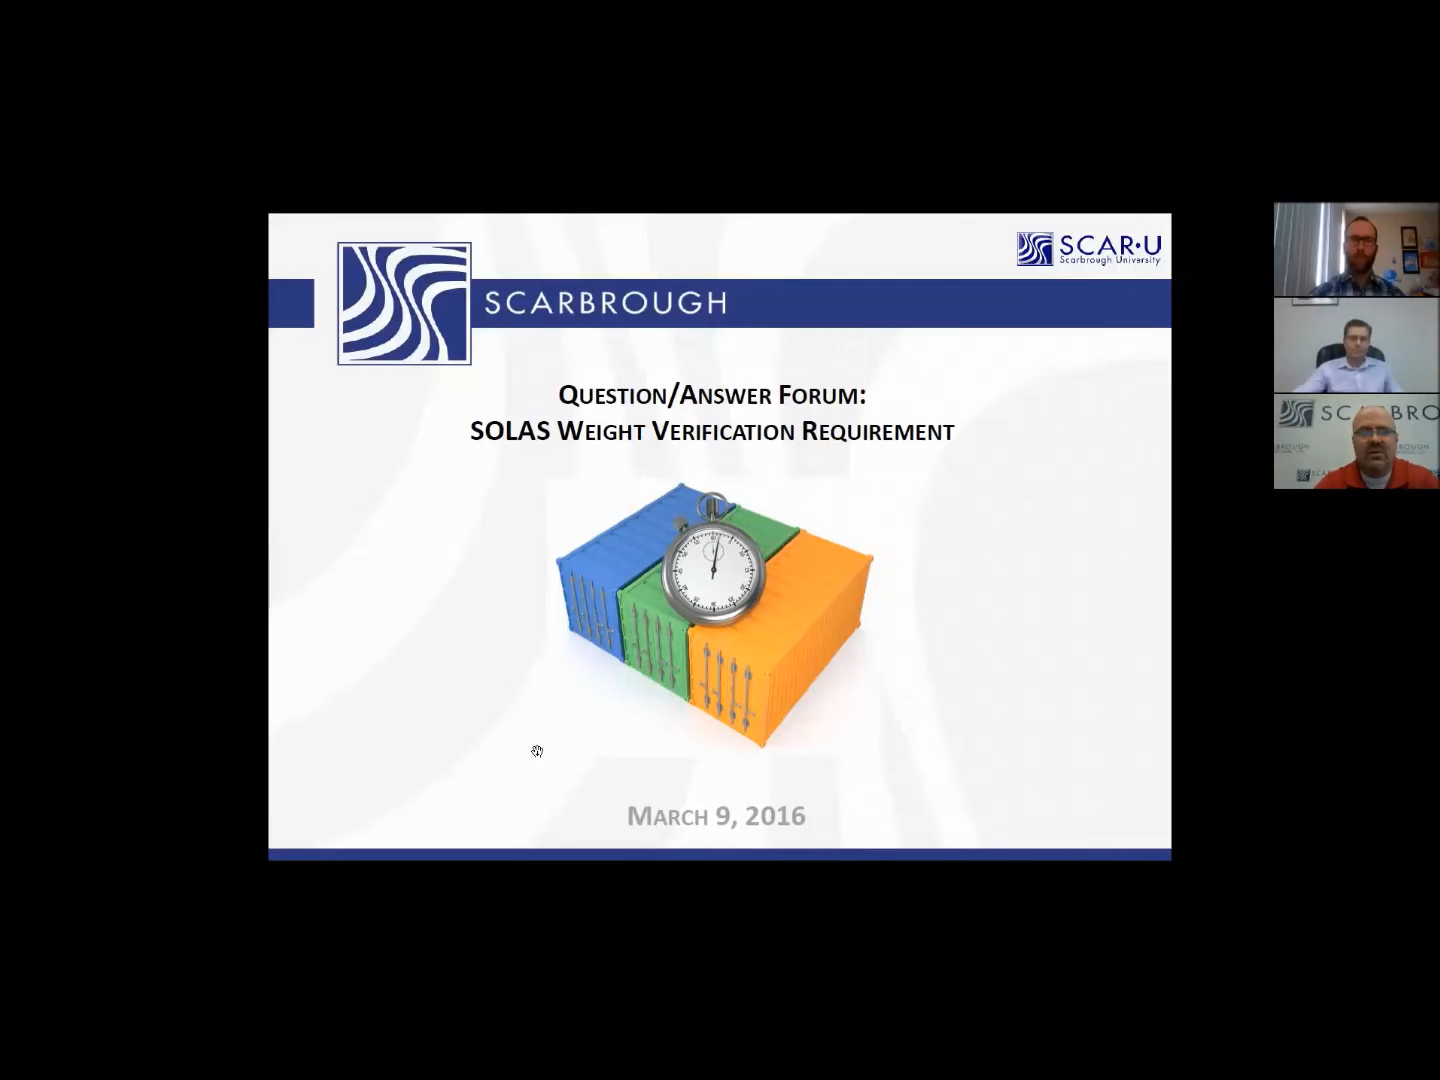 SCAR•U
Scarbrough University
SCARBROUGH
QUESTION/ANSWER FORUM:
SOLAS WEIGHT VERIFICATION REQUIREMENT
MARCH 9, 2016